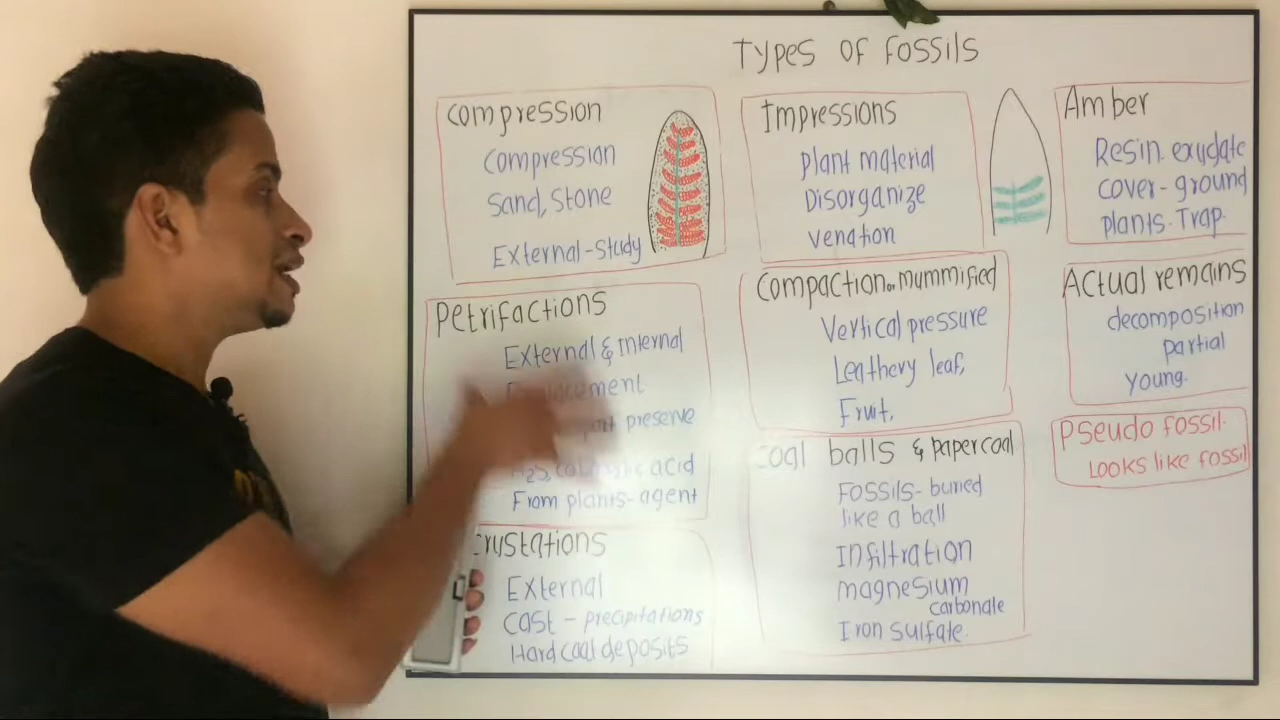 Types of fossils
compression
compression
Sand, Stone
External-Study
Petrifactions
External & Internal
preserve
acid
From plants-agent
External
Cast - precipitations
Hard coal deposits
Impressions
plant material
Disorganize
venation
Compaction or mummified
Vertical pressure
Leathery leaf,
Fruit,
balls & papercoal
Fossils-buried
like a ball
Infiltration
magnesium
carbonate
Iron sulfate.
Amber
Resin exudate
cover-ground
plants. Trap.
Actual remains
decomposition
partial
young.
Pseudo fossil.
Looks like fossil